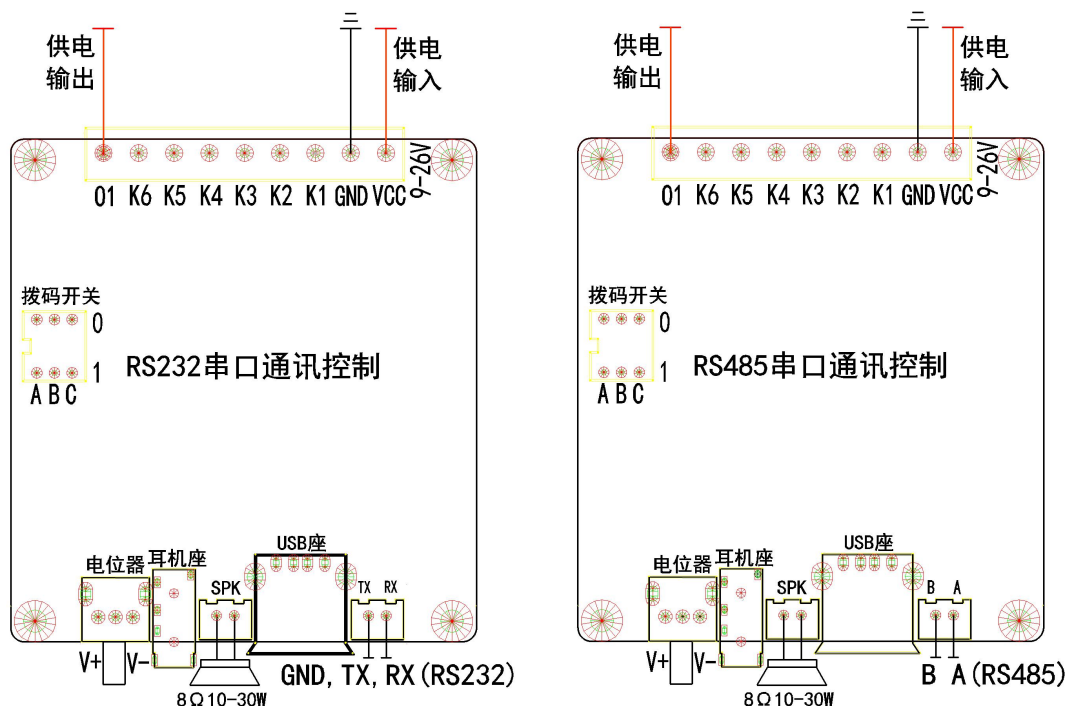 供电
输出
三
供电
输入
O1 K6 K5 K4 K3 K2 K1 GND VCC
9-26V
拨码开关
0
1
A B C
RS232串口通讯控制
电位器
耳机座
SPK
USB座
TX RX
V+ V-
8Ω10-30W
GND, TX, RX(RS232)
供电
输出
三
供电
输入
O1 K6 K5 K4 K3 K2 K1 GND VCC
9-26V
拨码开关
0
1
A B C
RS485串口通讯控制
电位器
耳机座
SPK
USB座
B A
V+ V-
8Ω10-30W
B A(RS485)